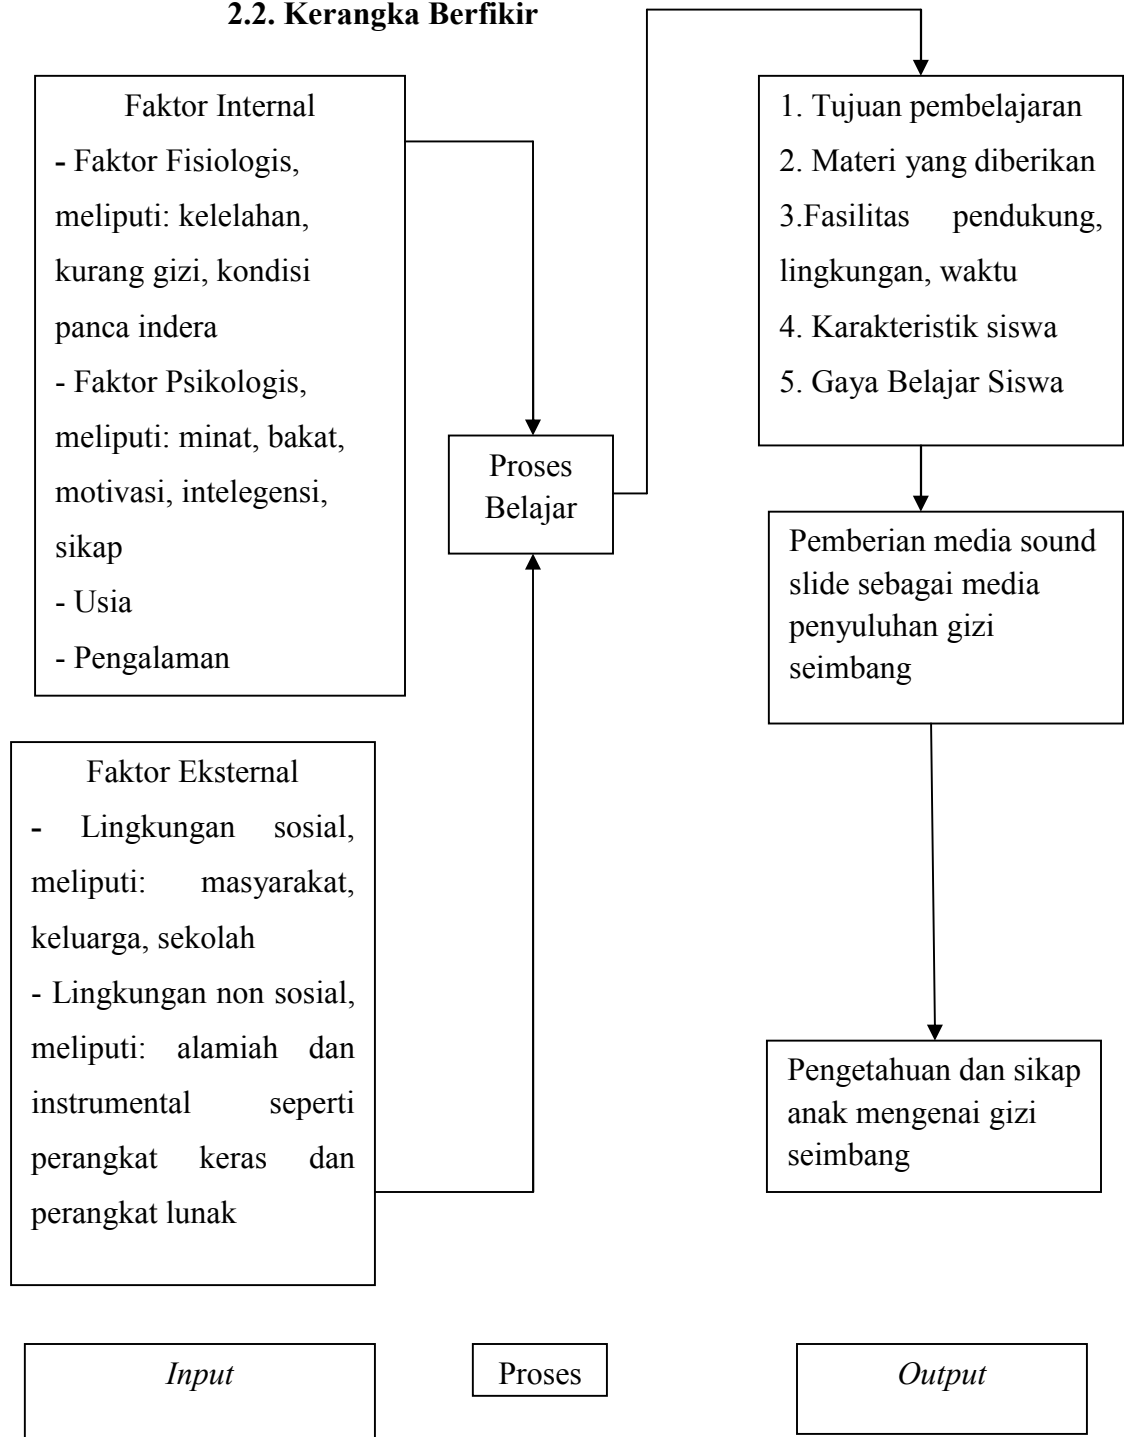 2.2. Kerangka Berfikir
Faktor Internal
- Faktor Fisiologis,
meliputi: kelelahan,
kurang gizi, kondisi
panca indera
- Faktor Psikologis,
meliputi: minat, bakat,
motivasi, intelegensi,
sikap
- Usia
- Pengalaman
Faktor Eksternal
- Lingkungan sosial,
meliputi: masyarakat,
keluarga, sekolah
- Lingkungan non sosial,
meliputi: alamiah dan
instrumental seperti
perangkat keras dan
perangkat lunak
Proses
Belajar
1. Tujuan pembelajaran
2. Materi yang diberikan
3.Fasilitas pendukung,
lingkungan, waktu
4. Karakteristik siswa
5. Gaya Belajar Siswa
Pemberian media sound
slide sebagai media
penyuluhan gizi
seimbang
Pengetahuan dan sikap
anak mengenai gizi
seimbang
Input
Proses
Output